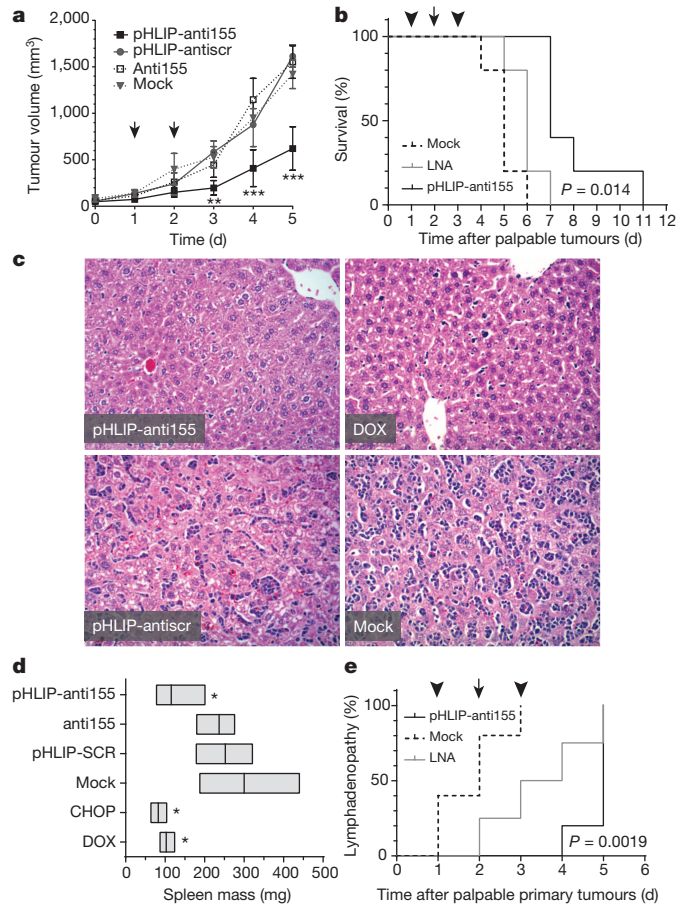 a
pHLIP-anti155
pHLIP-antiscr
Anti155
Mock
Tumour volume (mm³)
1,500
1,000
500
0
0 1 2 3 4 5
** *** ***
Time (d)
b
Survival (%)
100
50
0
Mock
LNA
pHLIP-anti155
P = 0.014
0 1 2 3 4 5 6 7 8 9 10 11 12
Time after palpable tumours (d)
c
pHLIP-anti155
DOX
pHLIP-antiscr
Mock
d
pHLIP-anti155 *
anti155
pHLIP-SCR
Mock
CHOP *
DOX *
0 100 200 300 400 500
Spleen mass (mg)
e
Lymphadenopathy (%)
100
50
0
pHLIP-anti155
Mock
LNA
P = 0.0019
0 1 2 3 4 5 6
Time after palpable primary tumours (d)